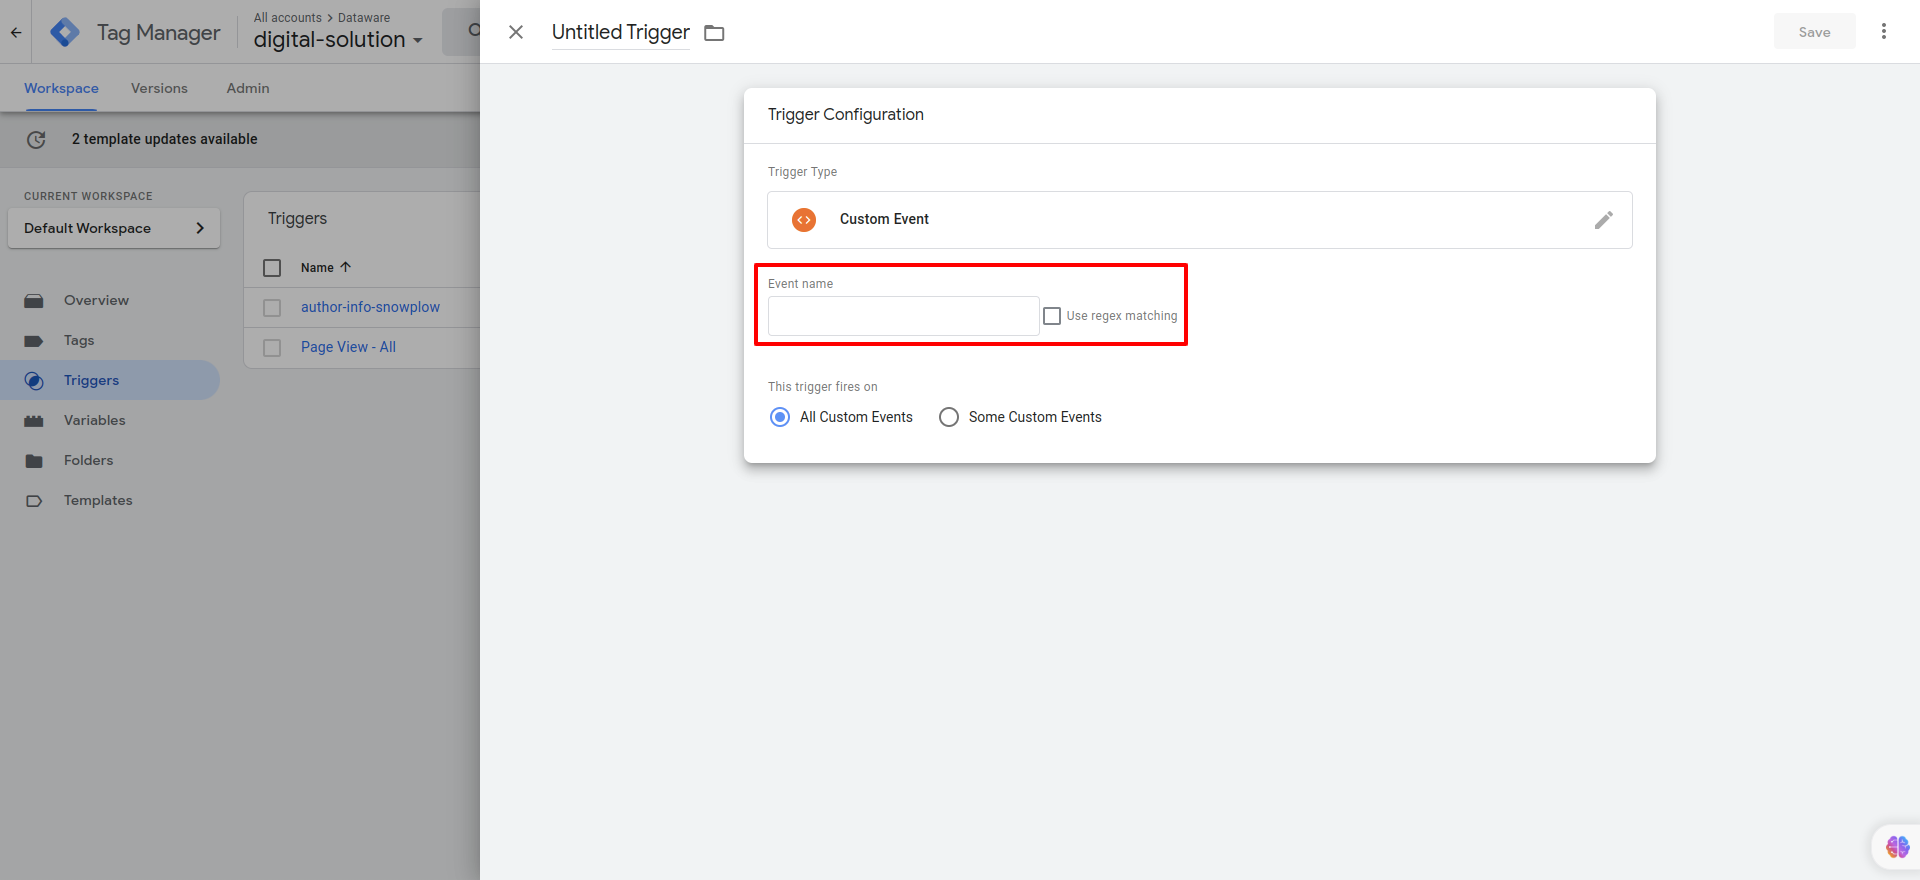 Tag Manager
All accounts > Dataware
digital-solution
Untitled Trigger
Save
Workspace
Versions
Admin
2 template updates available
CURRENT WORKSPACE
Default Workspace
Overview
Tags
Triggers
Variables
Folders
Templates
Triggers
Name
author-info-snowplow
Page View - All
Trigger Configuration
Trigger Type
Custom Event
Event name
Use regex matching
This trigger fires on
All Custom Events
Some Custom Events